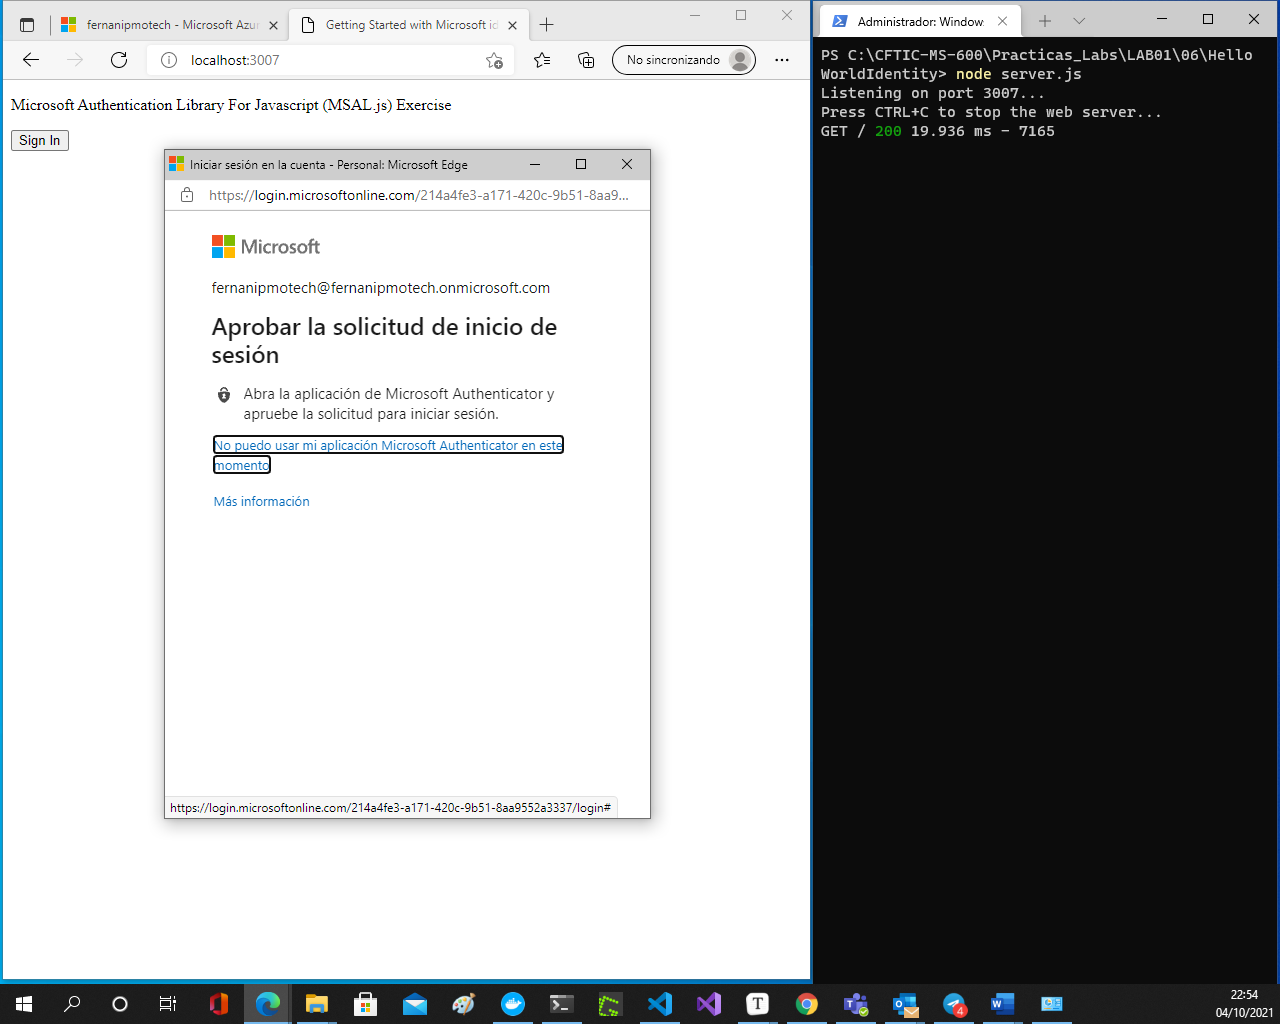 fernanipmotech - Microsoft Azur
Getting Started with Microsoft id
localhost:3007
No sincronizando
Microsoft Authentication Library For Javascript (MSAL.js) Exercise
Sign In
Iniciar sesión en la cuenta - Personal: Microsoft Edge
https://login.microsoftonline.com/214a4fe3-a171-420c-9b51-8aa9...
Microsoft
fernanipmotech@fernanipmotech.onmicrosoft.com
Aprobar la solicitud de inicio de
sesión
Abra la aplicación de Microsoft Authenticator y
apruebe la solicitud para iniciar sesión.
No puedo usar mi aplicación Microsoft Authenticator en este
momento
Más información
https://login.microsoftonline.com/214a4fe3-a171-420c-9b51-8aa9552a3337/login#
Administrador: Window
PS C:\CFTIC-MS-600\Practicas_Labs\LAB01\06\Hello
WorldIdentity> node server.js
Listening on port 3007...
Press CTRL+C to stop the web server...
GET / 200 19.936 ms - 7165
T
4
22:54
04/10/2021